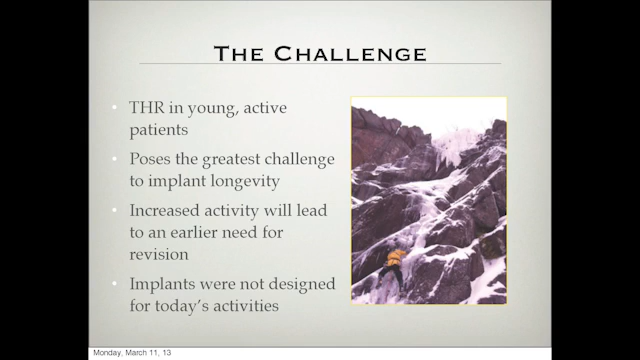 The Challenge
• THR in young, active
patients
• Poses the greatest challenge
to implant longevity
• Increased activity will lead
to an earlier need for
revision
• Implants were not designed
for today's activities
Monday, March 11, 13